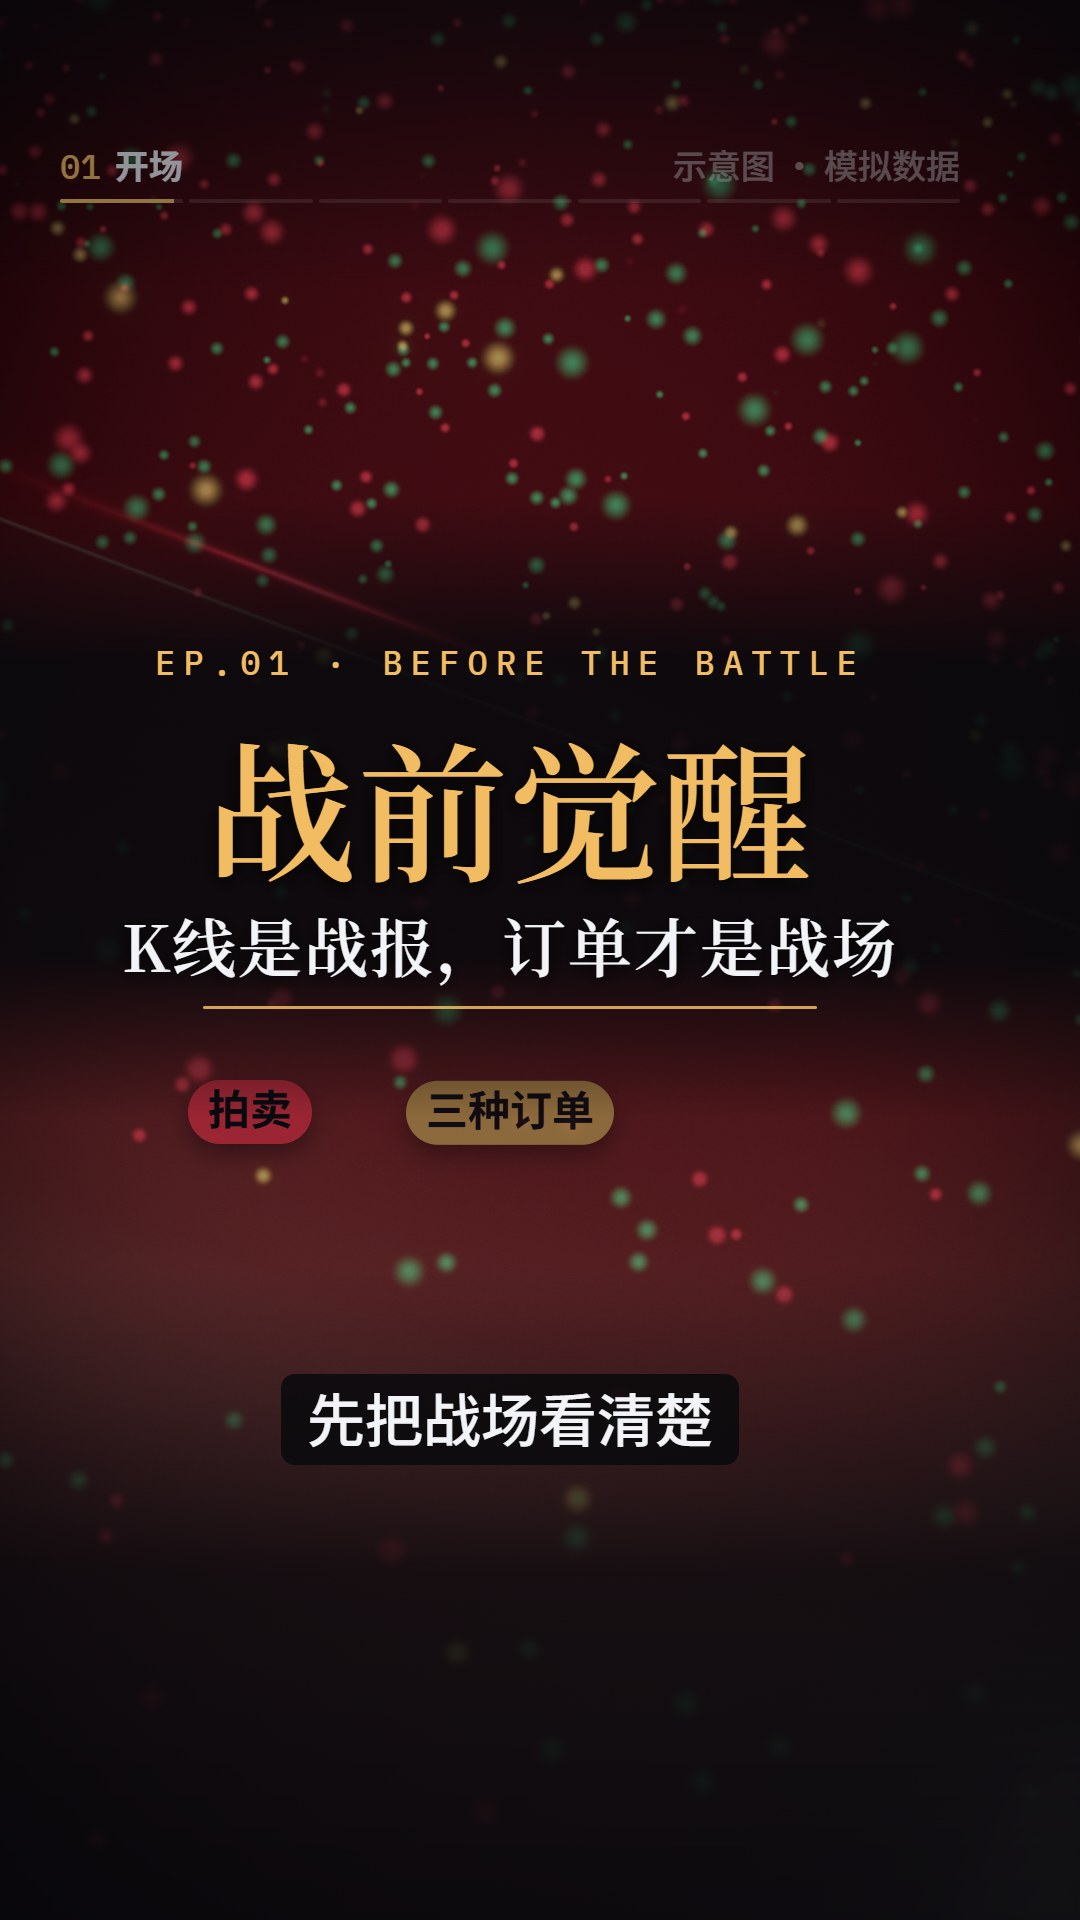 01 开场
示意图 • 模拟数据
EP.01 · BEFORE THE BATTLE
战前觉醒
K线是战报，订单才是战场
拍卖
三种订单
先把战场看清楚